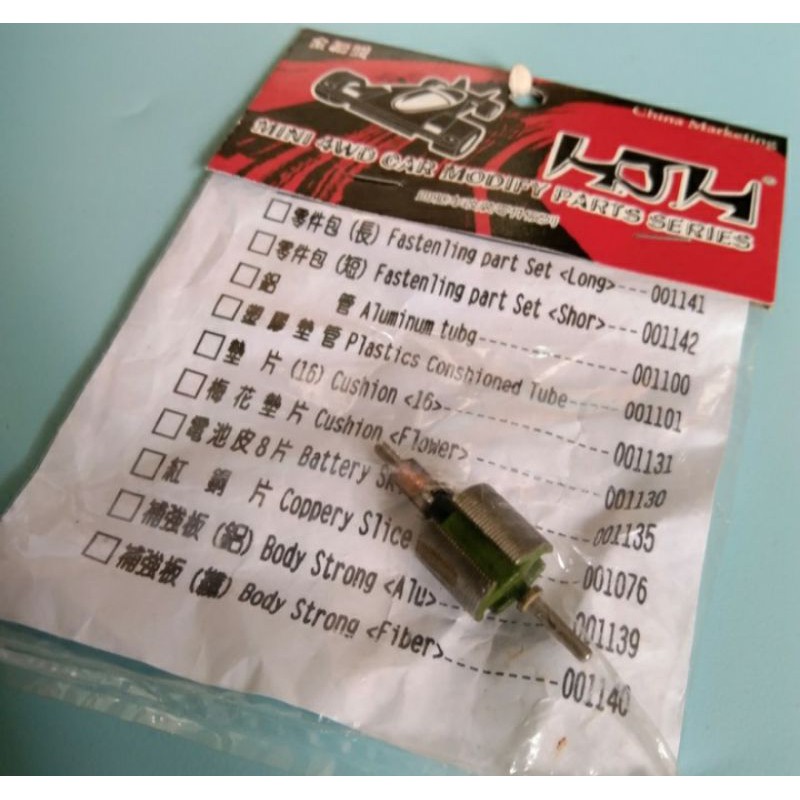 China Marketing
HJH®
MINI 4WD CAR MODIFY PARTS SERIES
□零件包 (長) Fastenling part Set <Long>---001141
□零件包 (短) Fastenling part Set <Shor>---001142
□鋁 管 Aluminum tubg----------001100
□塑膠墊管 Plastics Conshioned Tube---001101
□墊 片 (16) Cushion <16>----------001131
□梅花墊片 Cushion <Flower>----------001130
□電池皮8片 Battery 001135
□紅銅片 Coppery Slice 001076
□補強板 (鋁) Body Strong <Alu>----------001139
□補強板 (纖) Body Strong <Fiber>----------001140